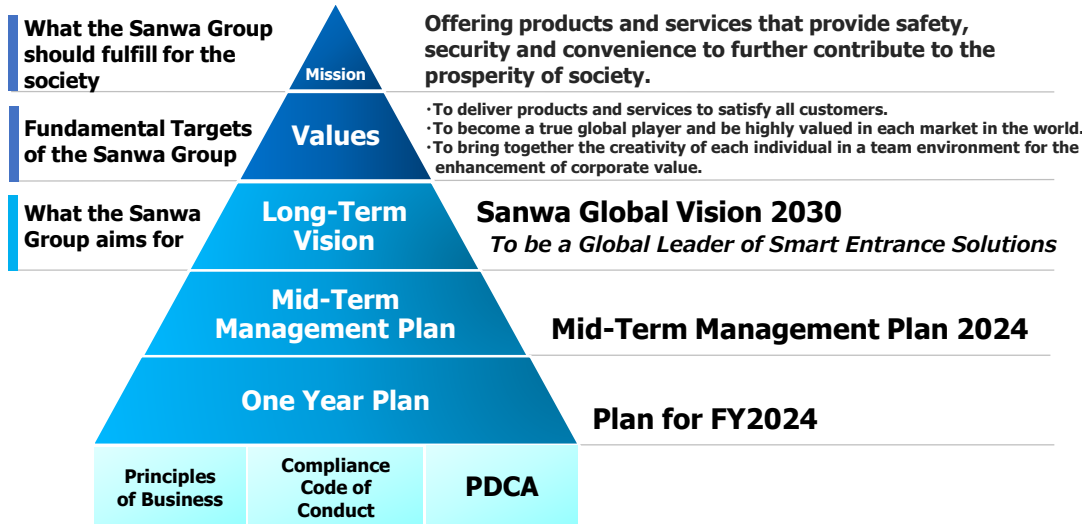 What the Sanwa Group
should fulfill for the
society
Mission
Offering products and services that provide safety,
security and convenience to further contribute to the
prosperity of society.
Fundamental Targets
of the Sanwa Group
Values
・To deliver products and services to satisfy all customers.
・To become a true global player and be highly valued in each market in the world.
・To bring together the creativity of each individual in a team environment for the
enhancement of corporate value.
What the Sanwa
Group aims for
Long-Term
Vision
Sanwa Global Vision 2030
To be a Global Leader of Smart Entrance Solutions
Mid-Term
Management Plan
Mid-Term Management Plan 2024
One Year Plan
Plan for FY2024
Principles
of Business
Compliance
Code of
Conduct
PDCA